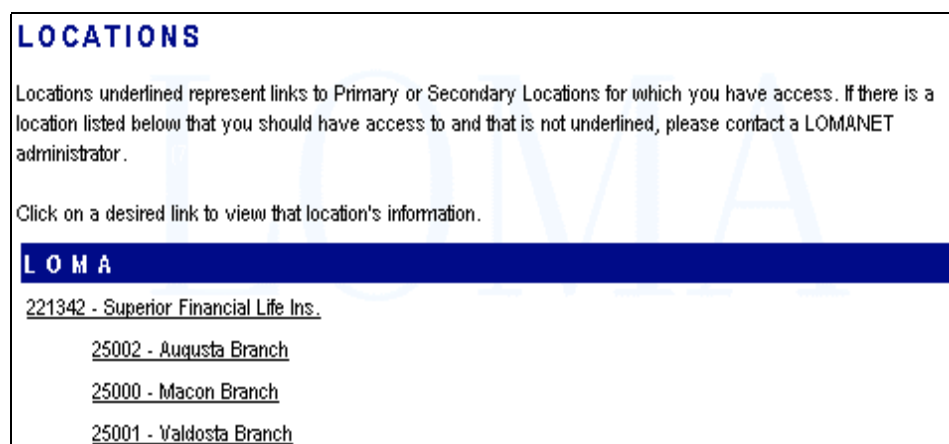 LOCATIONS
Locations underlined represent links to Primary or Secondary Locations for which you have access. If there is a
location listed below that you should have access to and that is not underlined, please contact a LOMANET
administrator.
Click on a desired link to view that location's information.
LOMA
LOMA
221342 - Superior Financial Life Ins.
25002 - Augusta Branch
25000 - Macon Branch
25001 - Valdosta Branch